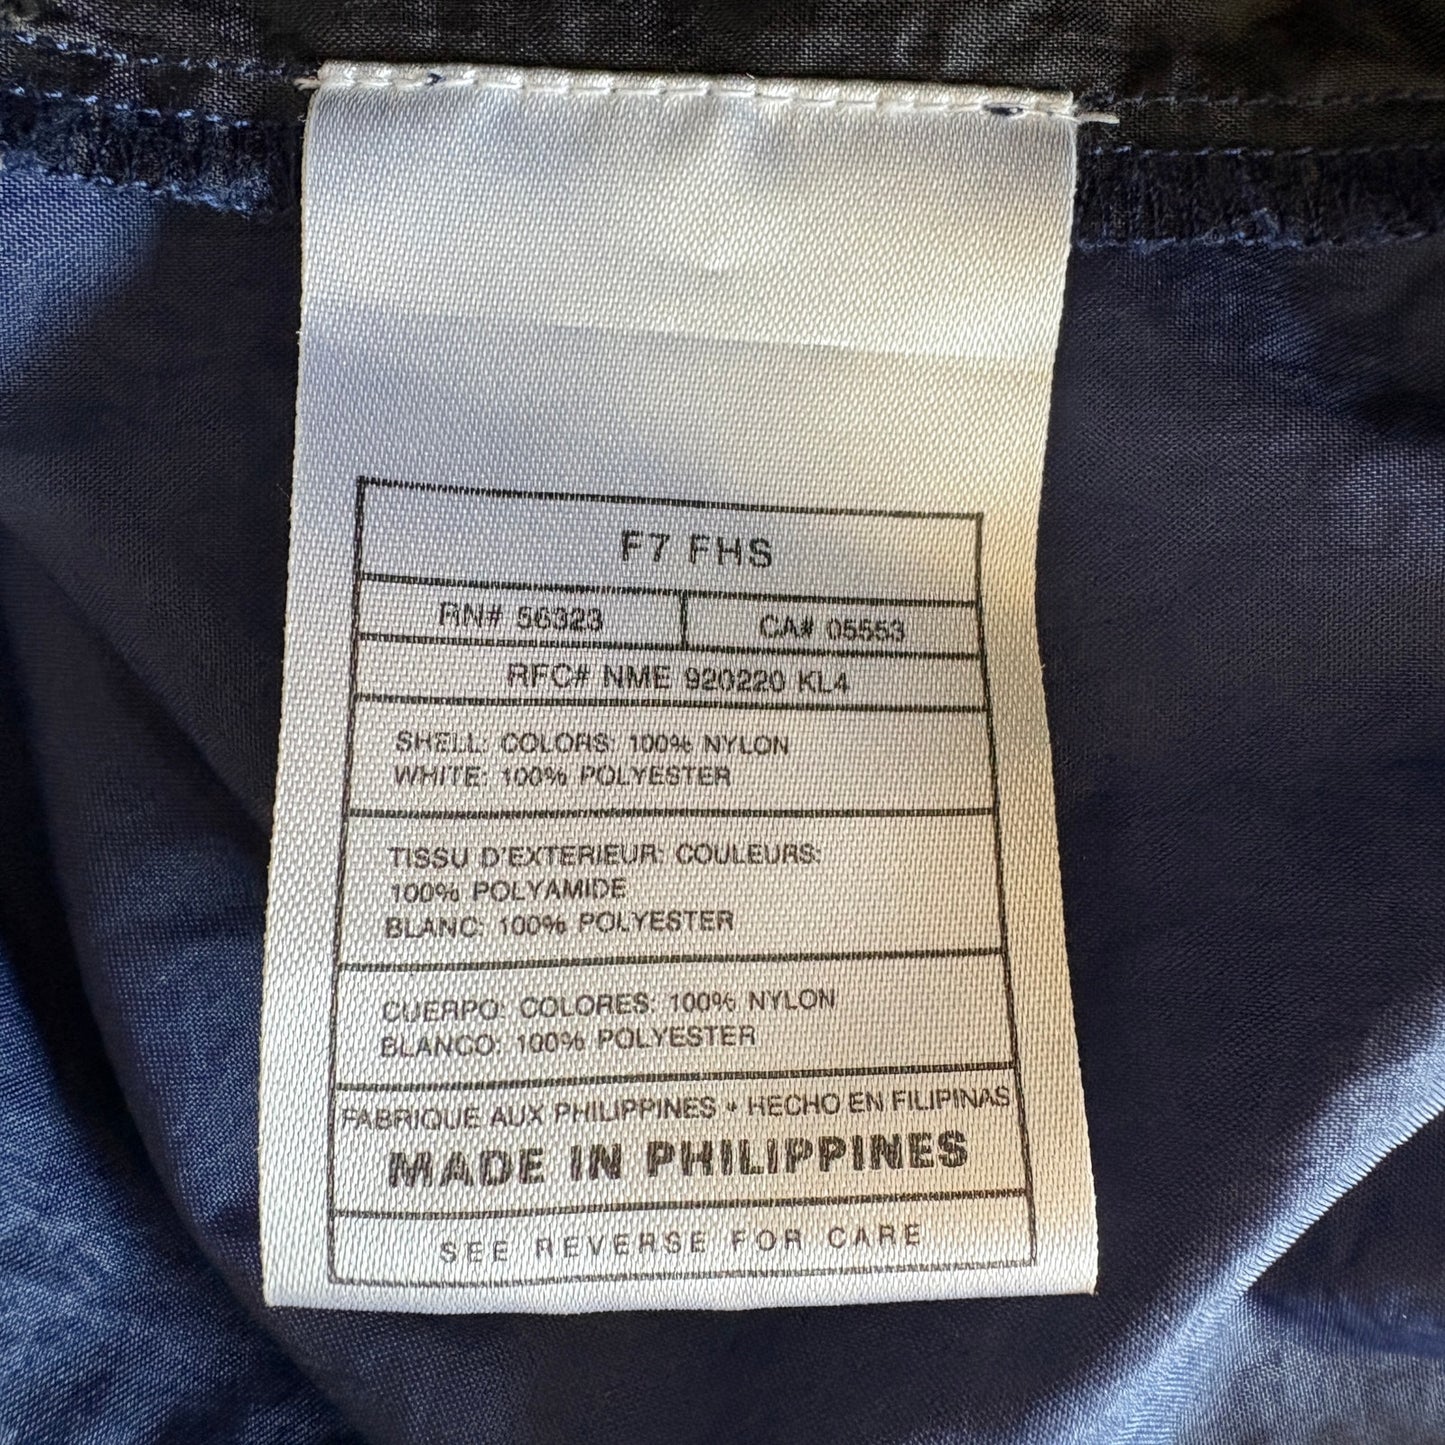 F7 FHS
RN# 56323
CA# 05553
RFC# NME 920220 KL4
SHELL: COLORS: 100% NYLON
WHITE: 100% POLYESTER
TISSU D'EXTERIEUR: COULEURS:
100% POLYAMIDE
BLANC: 100% POLYESTER
CUERPO: COLORES: 100% NYLON
BLANCO: 100% POLYESTER
FABRIQUE AUX PHILIPPINES • HECHO EN FILIPINAS
MADE IN PHILIPPINES
SEE REVERSE FOR CARE